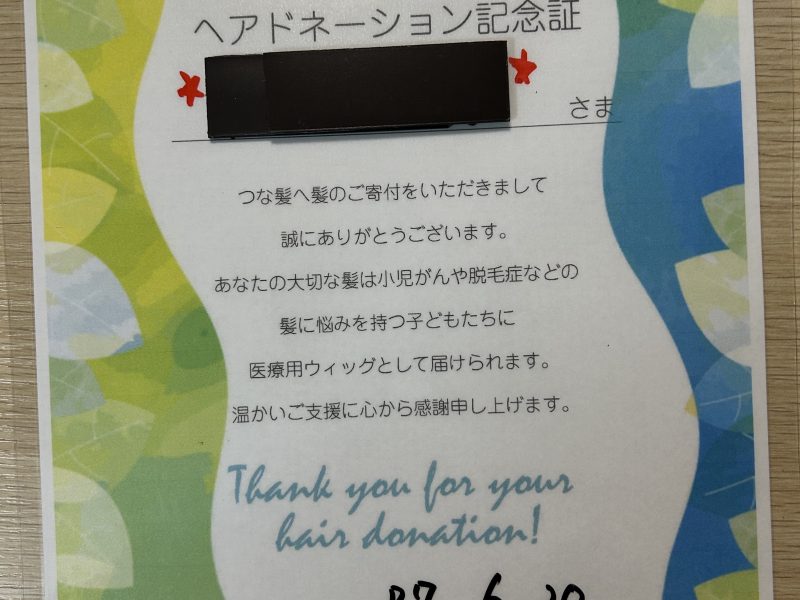 ヘアドネーション記念証
さま
つな髪へ髪のご寄付をいただきまして
誠にありがとうございます。
あなたの大切な髪は小児がんや脱毛症などの
髪に悩みを持つ子どもたちに
医療用ウィッグとして届けられます。
温かいご支援に心から感謝申し上げます。
Thank you for your
hair donation!